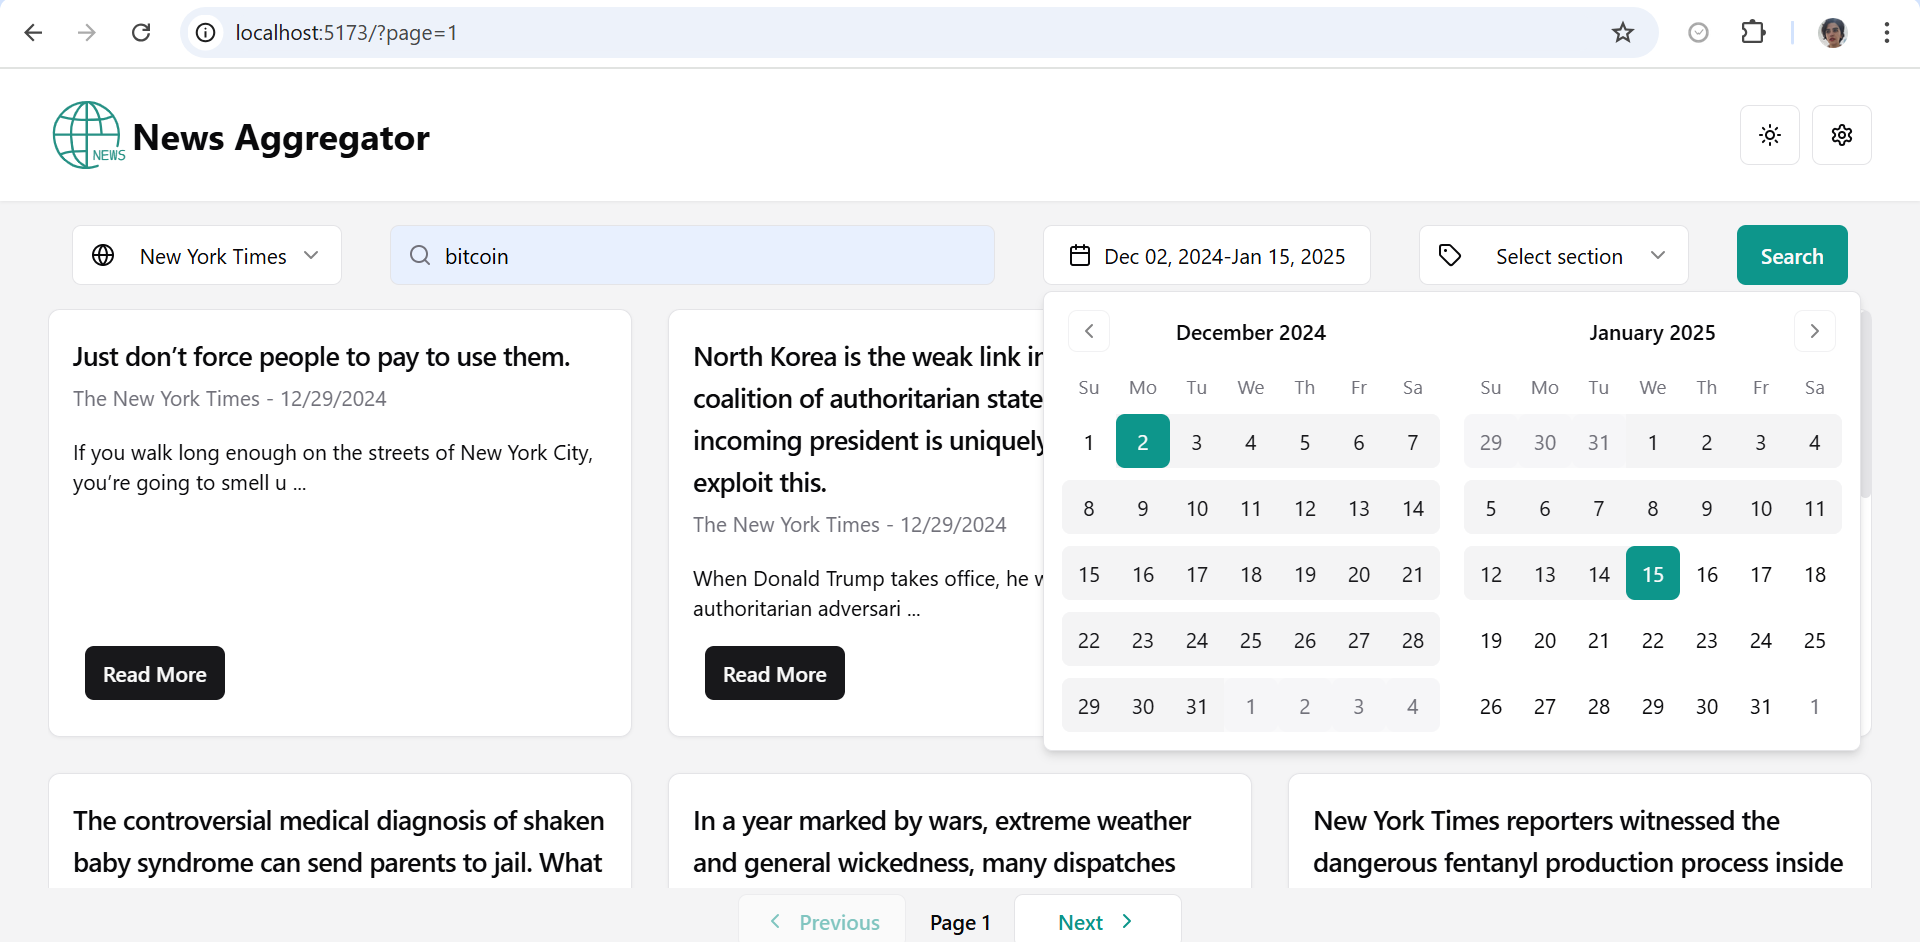 localhost:5173/?page=1
NEWS
News Aggregator
New York Times
bitcoin
Dec 02, 2024-Jan 15, 2025
Select section
Search
Just don’t force people to pay to use them.
The New York Times - 12/29/2024
If you walk long enough on the streets of New York City,
you’re going to smell u ...
Read More
North Korea is the weak link in
coalition of authoritarian state
incoming president is uniquely
exploit this.
The New York Times - 12/29/2024
When Donald Trump takes office, he w
authoritarian adversari ...
Read More
December 2024
Su Mo Tu We Th Fr Sa
1 2 3 4 5 6 7
8 9 10 11 12 13 14
15 16 17 18 19 20 21
22 23 24 25 26 27 28
29 30 31 1 2 3 4
January 2025
Su Mo Tu We Th Fr Sa
29 30 31 1 2 3 4
5 6 7 8 9 10 11
12 13 14 15 16 17 18
19 20 21 22 23 24 25
26 27 28 29 30 31 1
The controversial medical diagnosis of shaken
baby syndrome can send parents to jail. What
In a year marked by wars, extreme weather
and general wickedness, many dispatches
New York Times reporters witnessed the
dangerous fentanyl production process inside
Previous
Page 1
Next